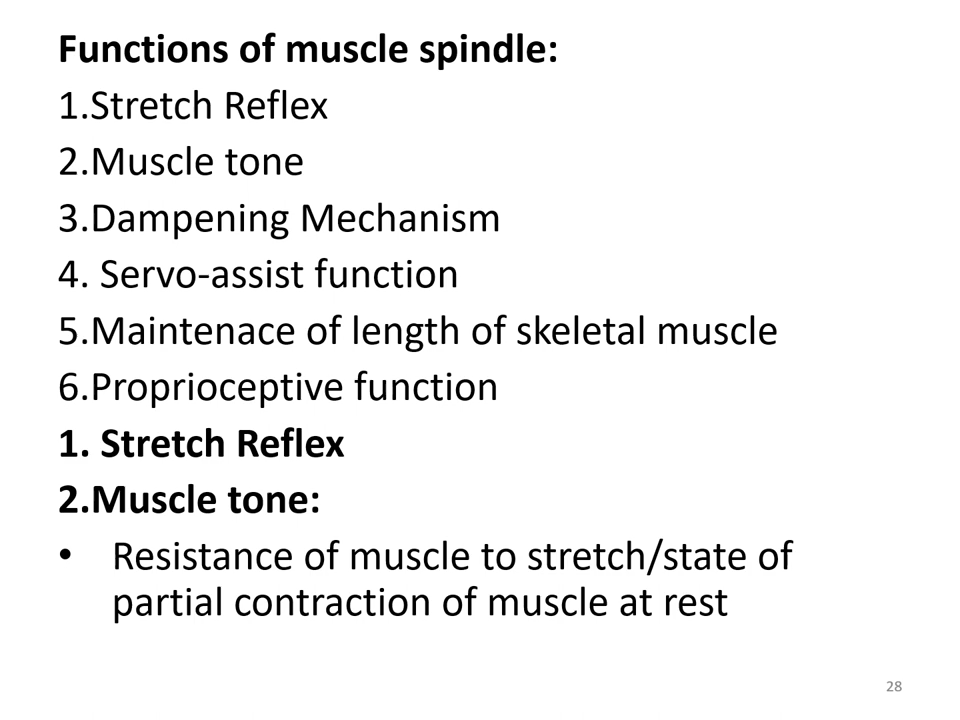 Functions of muscle spindle:
1.Stretch Reflex
2.Muscle tone
3.Dampening Mechanism
4. Servo-assist function
5.Maintenace of length of skeletal muscle
6.Proprioceptive function
1. Stretch Reflex
2.Muscle tone:
• Resistance of muscle to stretch/state of
partial contraction of muscle at rest
28